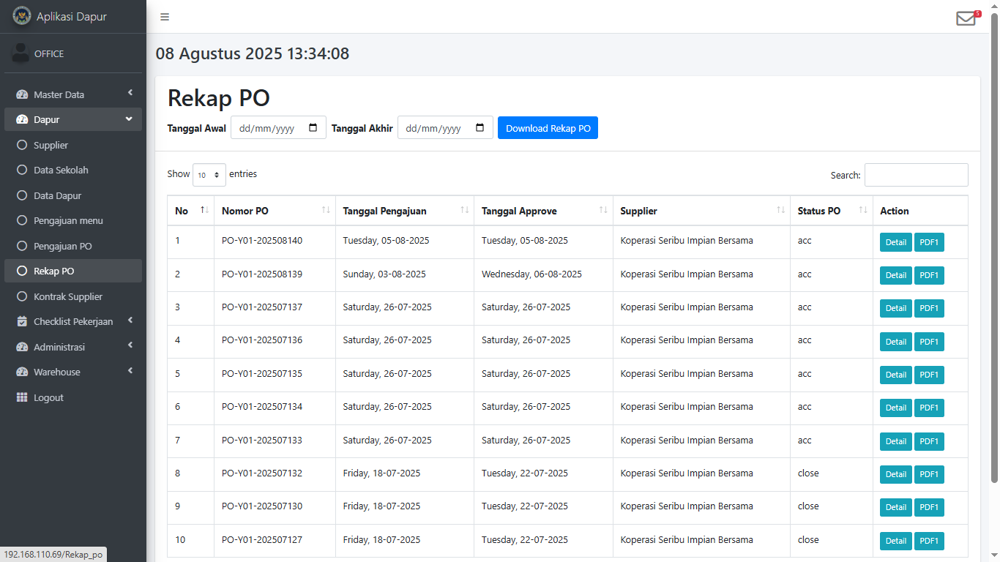 Aplikasi Dapur
5
OFFICE
08 Agustus 2025 13:34:08
Master Data
Dapur
Supplier
Data Sekolah
Data Dapur
Pengajuan menu
Pengajuan PO
Rekap PO
Kontrak Supplier
Checklist Pekerjaan
Administrasi
Warehouse
Logout
Rekap PO
Tanggal Awal dd/mm/yyyy Tanggal Akhir dd/mm/yyyy Download Rekap PO
Show 10 entries Search:
No Nomor PO Tanggal Pengajuan Tanggal Approve Supplier Status PO Action
1 PO-Y01-202508140 Tuesday, 05-08-2025 Tuesday, 05-08-2025 Koperasi Seribu Impian Bersama acc Detail PDF1
2 PO-Y01-202508139 Sunday, 03-08-2025 Wednesday, 06-08-2025 Koperasi Seribu Impian Bersama acc Detail PDF1
3 PO-Y01-202507137 Saturday, 26-07-2025 Saturday, 26-07-2025 Koperasi Seribu Impian Bersama acc Detail PDF1
4 PO-Y01-202507136 Saturday, 26-07-2025 Saturday, 26-07-2025 Koperasi Seribu Impian Bersama acc Detail PDF1
5 PO-Y01-202507135 Saturday, 26-07-2025 Saturday, 26-07-2025 Koperasi Seribu Impian Bersama acc Detail PDF1
6 PO-Y01-202507134 Saturday, 26-07-2025 Saturday, 26-07-2025 Koperasi Seribu Impian Bersama acc Detail PDF1
7 PO-Y01-202507133 Saturday, 26-07-2025 Saturday, 26-07-2025 Koperasi Seribu Impian Bersama acc Detail PDF1
8 PO-Y01-202507132 Friday, 18-07-2025 Tuesday, 22-07-2025 Koperasi Seribu Impian Bersama close Detail PDF1
9 PO-Y01-202507130 Friday, 18-07-2025 Tuesday, 22-07-2025 Koperasi Seribu Impian Bersama close Detail PDF1
10 PO-Y01-202507127 Friday, 18-07-2025 Tuesday, 22-07-2025 Koperasi Seribu Impian Bersama close Detail PDF1
192.168.110.69/Rekap_po